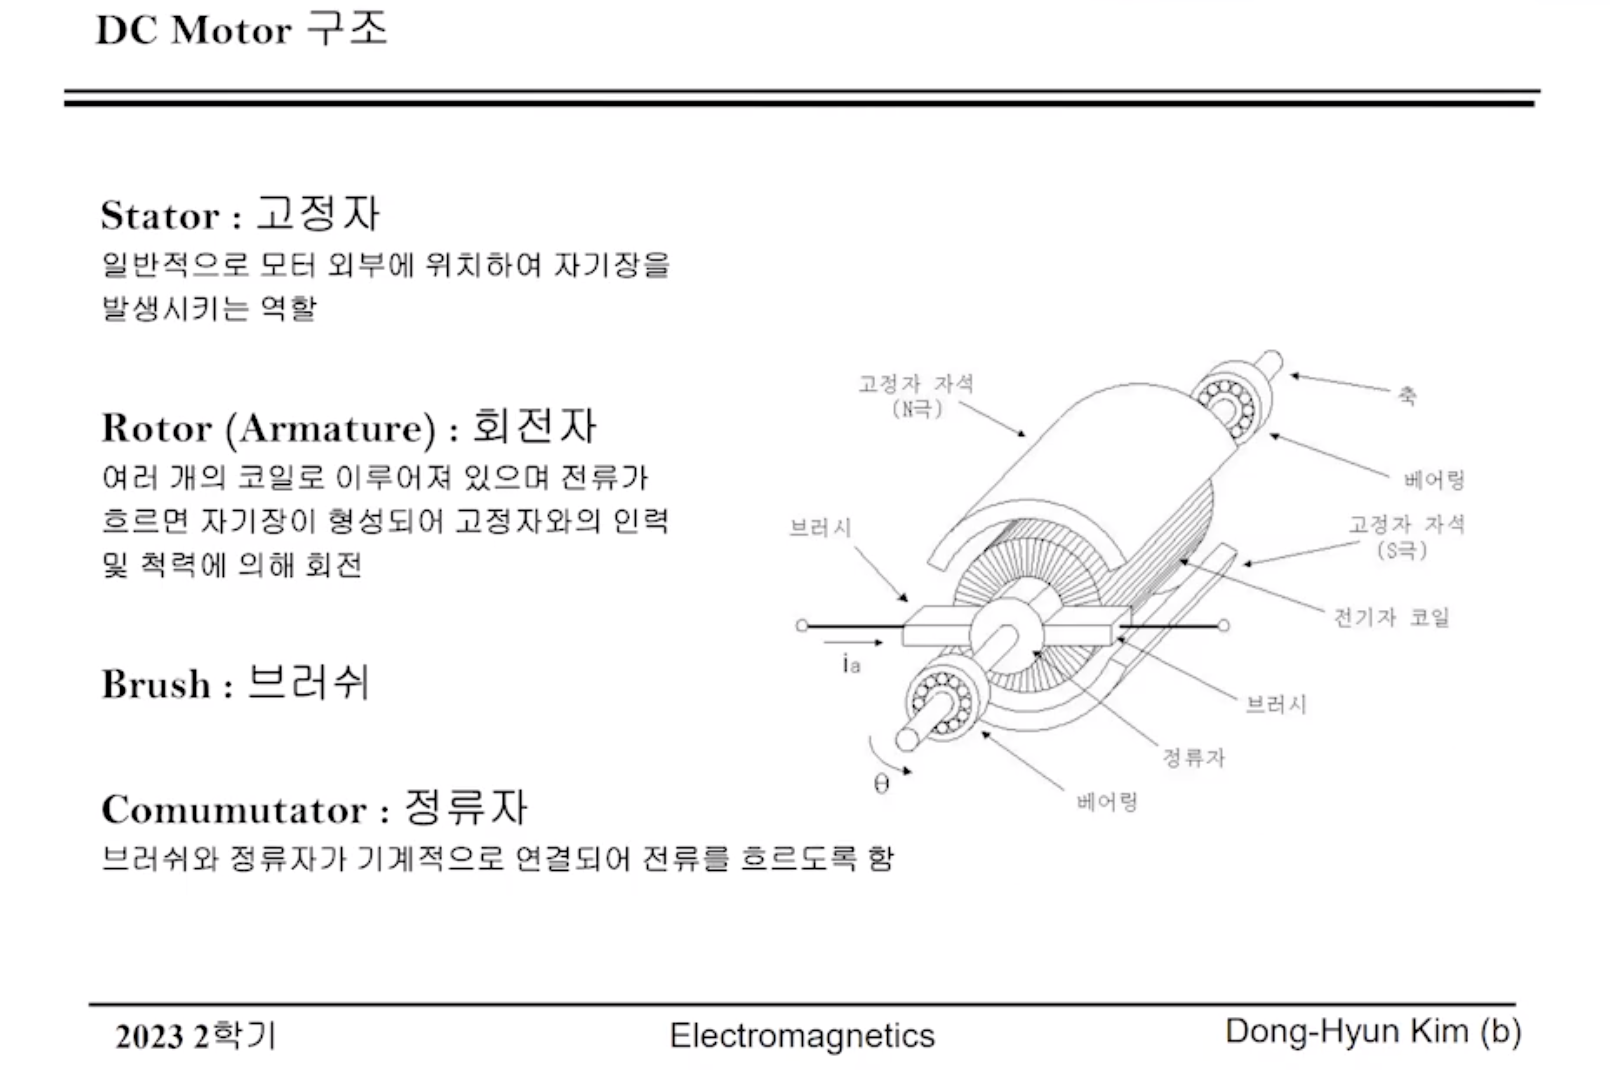 DC Motor 구조
Stator : 고정자
일반적으로 모터 외부에 위치하여 자기장을
발생시키는 역할
Rotor (Armature) : 회전자
여러 개의 코일로 이루어져 있으며 전류가
흐르면 자기장이 형성되어 고정자와의 인력
및 척력에 의해 회전
Brush : 브러쉬
Comumutator : 정류자
브러쉬와 정류자가 기계적으로 연결되어 전류를 흐르도록 함
고정자 자석
(N극)
축
베어링
브러시
고정자 자석
(S극)
전기자 코일
ia
브러시
정류자
θ
베어링
2023 2학기
Electromagnetics
Dong-Hyun Kim (b)